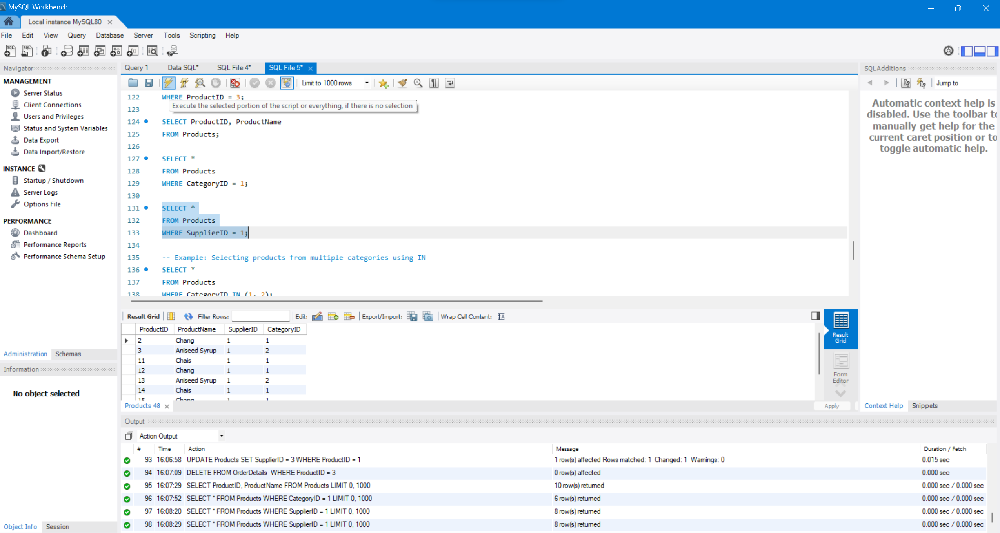 MySQL Workbench
Local instance MySQL80
File Edit View Query Database Server Tools Scripting Help
Navigator
MANAGEMENT
Server Status
Client Connections
Users and Privileges
Status and System Variables
Data Export
Data Import/Restore
INSTANCE
Startup / Shutdown
Server Logs
Options File
PERFORMANCE
Dashboard
Performance Reports
Performance Schema Setup
Administration Schemas
Information
No object selected
Object Info Session
Query 1 Data SQL* SQL File 4* SQL File 5*
Limit to 1000 rows
122 WHERE ProductID = 3;
Execute the selected portion of the script or everything, if there is no selection
123
124 SELECT ProductID, ProductName
125 FROM Products;
126
127 SELECT *
128 FROM Products
129 WHERE CategoryID = 1;
130
131 SELECT *
132 FROM Products
133 WHERE SupplierID = 1;
134
135 -- Example: Selecting products from multiple categories using IN
136 SELECT *
137 FROM Products
138 WHERE CategoryID IN (1, 2);
Result Grid Filter Rows: Edit: Export/Import: Wrap Cell Content:
ProductID ProductName SupplierID CategoryID
2 Chang 1 1
3 Aniseed Syrup 1 2
11 Chais 1 1
12 Chang 1 1
13 Aniseed Syrup 1 2
14 Chais 1 1
15 Chang 1 1
Result Grid
Form Editor
Products 48
Apply
SQLAdditions
Jump to
Automatic context help is
disabled. Use the toolbar to
manually get help for the
current caret position or to
toggle automatic help.
Context Help Snippets
Output
Action Output
# Time Action Message Duration / Fetch
93 16:06:58 UPDATE Products SET SupplierID = 3 WHERE ProductID = 1 1 row(s) affected Rows matched: 1 Changed: 1 Warnings: 0 0.015 sec
94 16:07:09 DELETE FROM OrderDetails WHERE ProductID = 3 0 row(s) affected 0.000 sec
95 16:07:29 SELECT ProductID, ProductName FROM Products LIMIT 0, 1000 10 row(s) returned 0.000 sec / 0.000 sec
96 16:07:52 SELECT * FROM Products WHERE CategoryID = 1 LIMIT 0, 1000 6 row(s) returned 0.000 sec / 0.000 sec
97 16:08:20 SELECT * FROM Products WHERE SupplierID = 1 LIMIT 0, 1000 8 row(s) returned 0.000 sec / 0.000 sec
98 16:08:29 SELECT * FROM Products WHERE SupplierID = 1 LIMIT 0, 1000 8 row(s) returned 0.000 sec / 0.000 sec